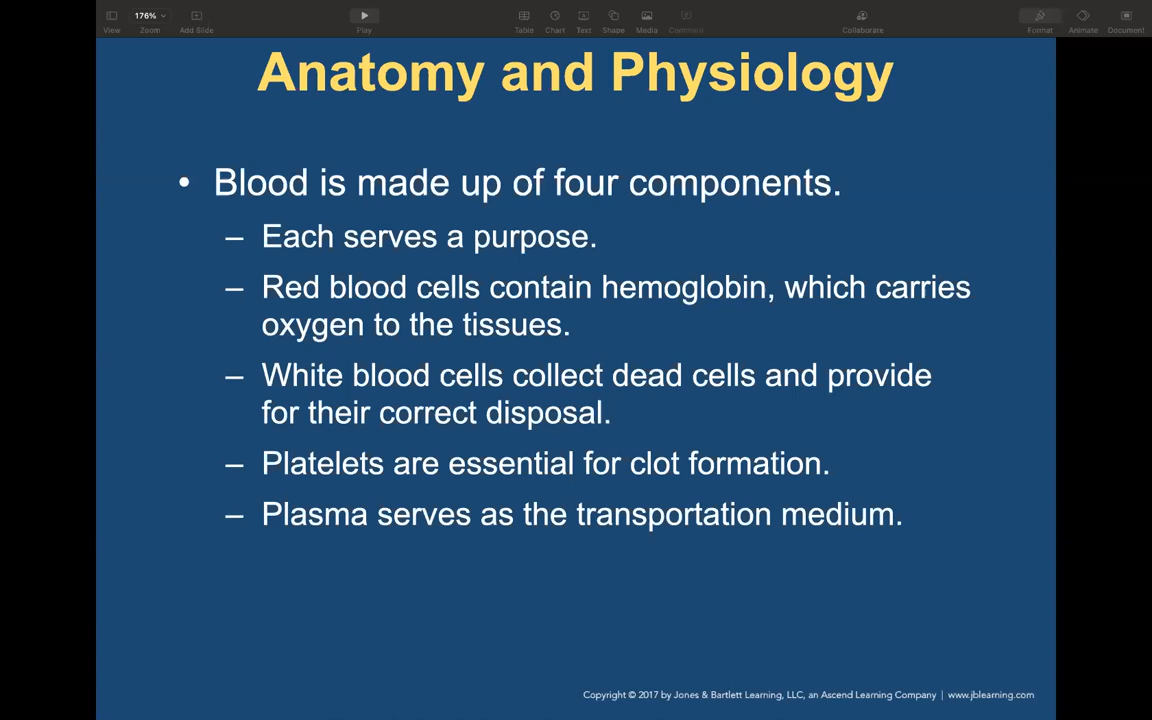 176%
View
Zoom
Add Slide
Play
Table
Chart
Text
Shape
Media
Comment
Collaborate
Format
Animate
Document
Anatomy and Physiology
• Blood is made up of four components.
– Each serves a purpose.
– Red blood cells contain hemoglobin, which carries
oxygen to the tissues.
– White blood cells collect dead cells and provide
for their correct disposal.
– Platelets are essential for clot formation.
– Plasma serves as the transportation medium.
Copyright © 2017 by Jones & Bartlett Learning, LLC, an Ascend Learning Company | www.jblearning.com